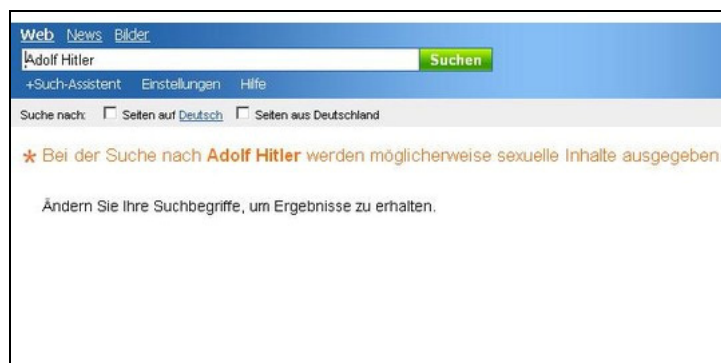 Web News Bilder
Adolf Hitler Suchen
+Such-Assistent Einstellungen Hilfe
Suche nach: Seiten auf Deutsch Seiten aus Deutschland
* Bei der Suche nach Adolf Hitler werden möglicherweise sexuelle Inhalte ausgegeben.
Ändern Sie Ihre Suchbegriffe, um Ergebnisse zu erhalten.